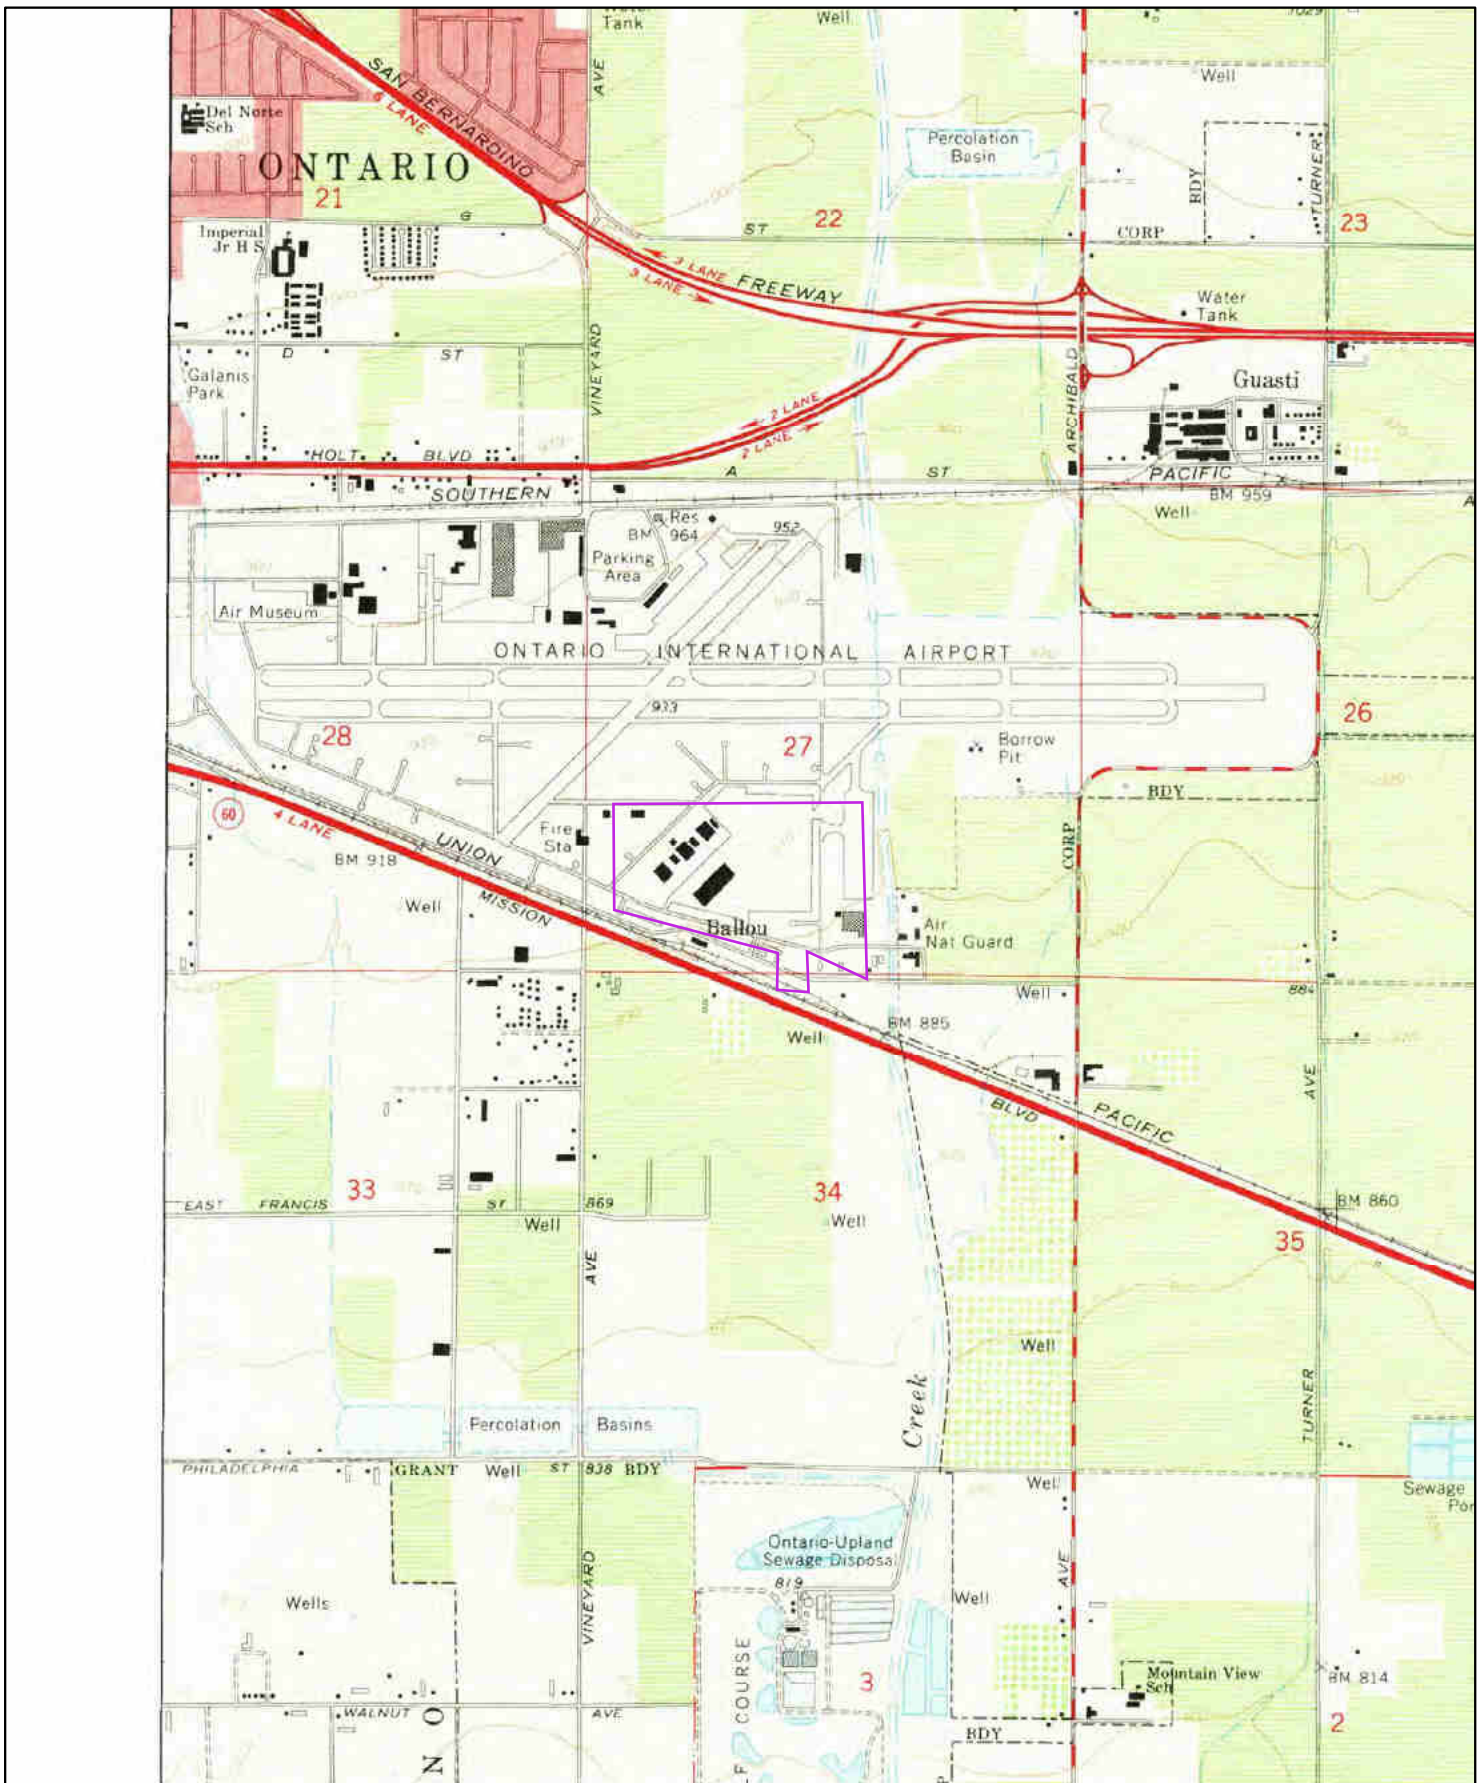 Tank
Well
AVE
SAN BERNARDINO
6 LANE
Well
Del Norte
Sch
Percolation
Basin
ONTARIO
21
BDY
TURNER
22
23
G
ST
CORP
Imperial
Jr H S
3 LANE
3 LANE
FREEWAY
Water
Tank
D
ST
VINEYARD
Galanis
Park
ARCHIBALD
Guasti
2 LANE
2 LANE
HOLT
BLVD
A
ST
PACIFIC
SOUTHERN
BM 959
Well
Res
BM 964
952
Parking
Area
Air Museum
ONTARIO INTERNATIONAL AIRPORT
933
28
27
26
Borrow
Pit
BDY
60
4 LANE
UNION
Fire
Sta
BM 918
CORP
Well
MISSION
Ballou
Air
Nat Guard
Well
884
BM 885
Well
AVE
BLVD
PACIFIC
33
34
EAST FRANCIS
ST
869
BM 860
Well
Well
35
AVE
Well
Creek
TURNER
Percolation
Basins
PHILADELPHIA
GRANT
Well
ST
838
BDY
Well
Sewage
Ontario-Upland
Sewage Disposal
819
AVE
Wells
VINEYARD
Well
COURSE
3
Mountain View
Sch
BM 814
WALNUT
AVE
O
N
BDY
2